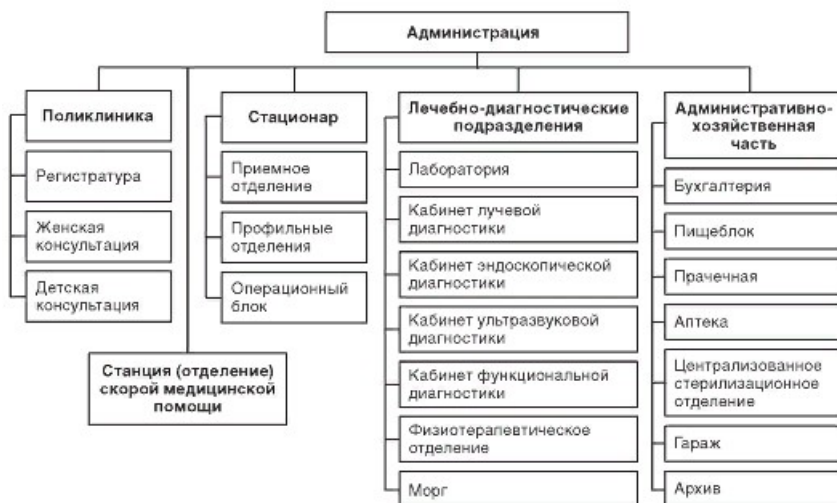 Администрация
Поликлиника
Регистратура
Женская
консультация
Детская
консультация
Станция (отделение)
скорой медицинской
помощи
Стационар
Приемное
отделение
Профильные
отделения
Операционный
блок
Лечебно-диагностические
подразделения
Лаборатория
Кабинет лучевой
диагностики
Кабинет эндоскопической
диагностики
Кабинет ультразвуковой
диагностики
Кабинет функциональной
диагностики
Физиотерапевтическое
отделение
Морг
Административно-
хозяйственная
часть
Бухгалтерия
Пищеблок
Прачечная
Аптека
Централизованное
стерилизационное
отделение
Гараж
Архив